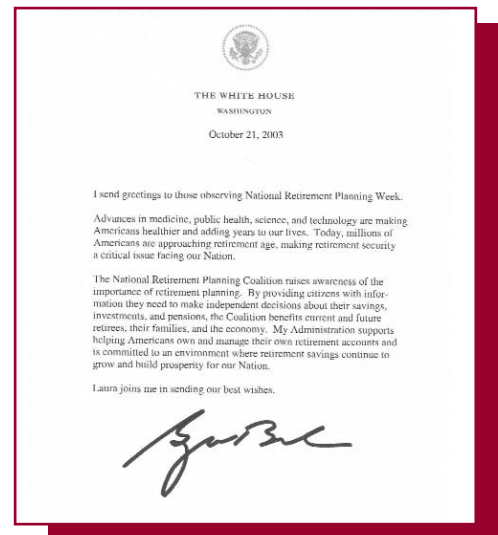 THE WHITE HOUSE
WASHINGTON
October 21, 2003
I send greetings to those observing National Retirement Planning Week.
Advances in medicine, public health, science, and technology are making
Americans healthier and adding years to our lives. Today, millions of
Americans are approaching retirement age, making retirement security
a critical issue facing our Nation.
The National Retirement Planning Coalition raises awareness of the
importance of retirement planning. By providing citizens with infor-
mation they need to make independent decisions about their savings,
investments, and pensions, the Coalition benefits current and future
retirees, their families, and the economy. My Administration supports
helping Americans own and manage their own retirement accounts and
is committed to an environment where retirement savings continue to
grow and build prosperity for our Nation.
Laura joins me in sending our best wishes.